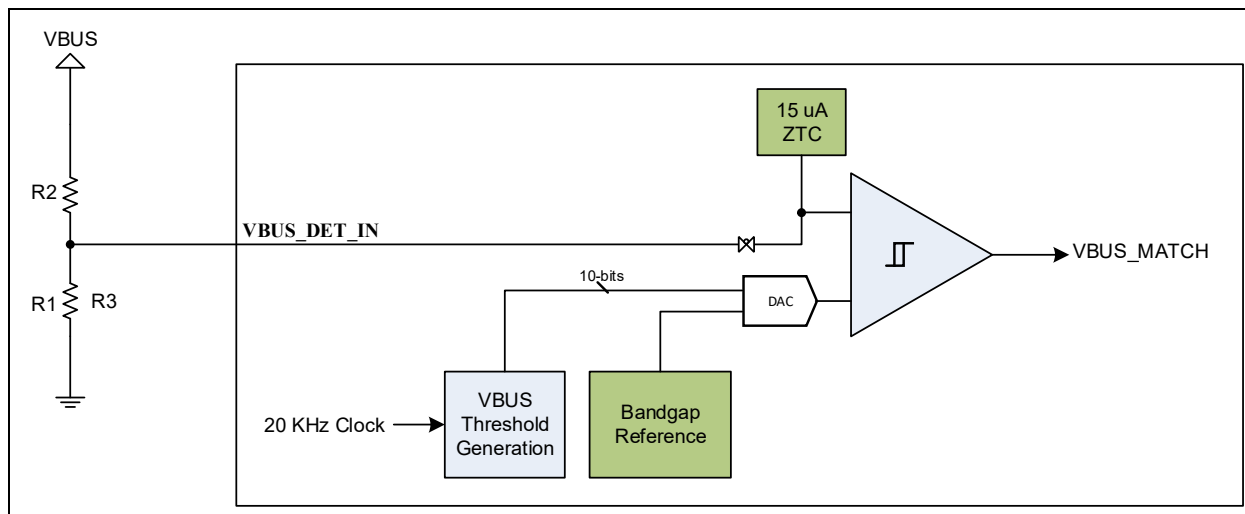 VBUS
15 uA
ZTC
R2
VBUS_DET_IN
VBUS_MATCH
10-bits
R1
R3
DAC
20 KHz Clock
VBUS
Threshold
Generation
Bandgap
Reference